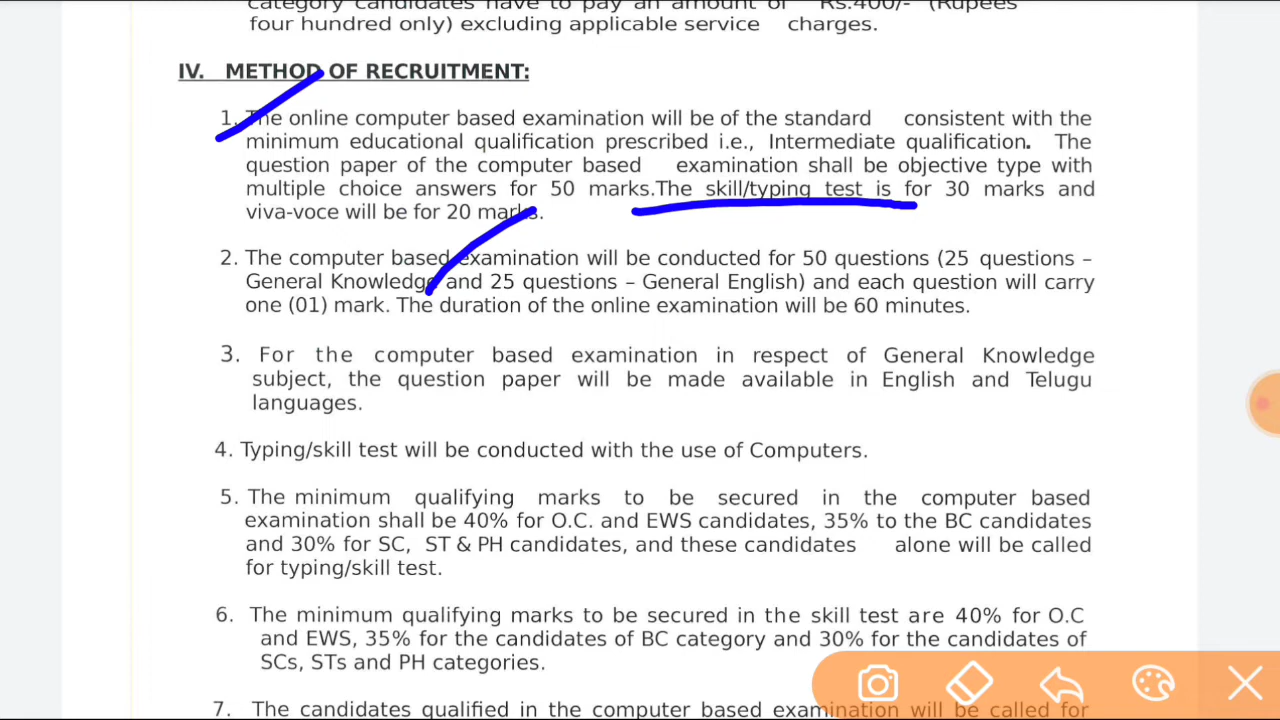 category candidates have to pay an amount of Rs.400/- (Rupees
four hundred only) excluding applicable service charges.
IV. METHOD OF RECRUITMENT:
1. The online computer based examination will be of the standard consistent with the
minimum educational qualification prescribed i.e., Intermediate qualification. The
question paper of the computer based examination shall be objective type with
multiple choice answers for 50 marks.The skill/typing test is for 30 marks and
viva-voce will be for 20 marks.
2. The computer based examination will be conducted for 50 questions (25 questions –
General Knowledge and 25 questions – General English) and each question will carry
one (01) mark. The duration of the online examination will be 60 minutes.
3. For the computer based examination in respect of General Knowledge
subject, the question paper will be made available in English and Telugu
languages.
4. Typing/skill test will be conducted with the use of Computers.
5. The minimum qualifying marks to be secured in the computer based
examination shall be 40% for O.C. and EWS candidates, 35% to the BC candidates
and 30% for SC, ST & PH candidates, and these candidates alone will be called
for typing/skill test.
6. The minimum qualifying marks to be secured in the skill test are 40% for O.C
and EWS, 35% for the candidates of BC category and 30% for the candidates of
SCs, STs and PH categories.
7. The candidates qualified in the computer based examination will be called for